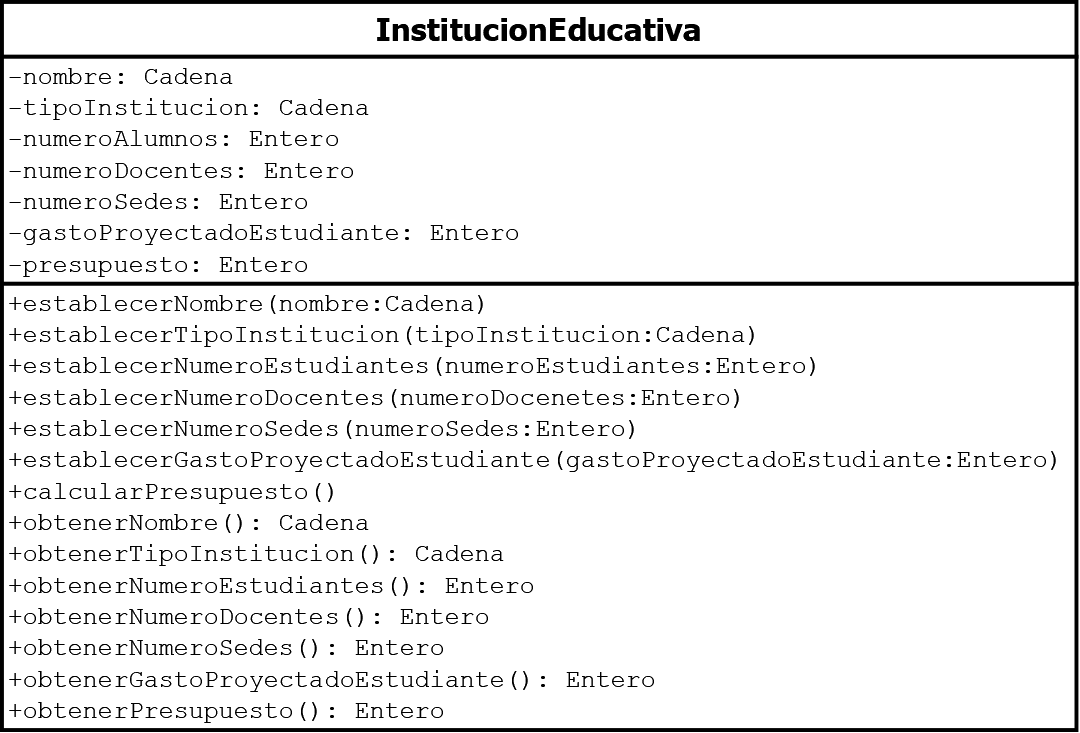 InstitucionEducativa
-nombre: Cadena
-tipoInstitucion: Cadena
-numeroAlumnos: Entero
-numeroDocentes: Entero
-numeroSedes: Entero
-gastoProyectadoEstudiante: Entero
-presupuesto: Entero
+establecerNombre(nombre:Cadena)
+establecerTipoInstitucion(tipoInstitucion:Cadena)
+establecerNumeroEstudiantes(numeroEstudiantes:Entero)
+establecerNumeroDocentes(numeroDocenetes:Entero)
+establecerNumeroSedes(numeroSedes:Entero)
+establecerGastoProyectadoEstudiante(gastoProyectadoEstudiante:Entero)
+calcularPresupuesto()
+obtenerNombre(): Cadena
+obtenerTipoInstitucion(): Cadena
+obtenerNumeroEstudiantes(): Entero
+obtenerNumeroDocentes(): Entero
+obtenerNumeroSedes(): Entero
+obtenerGastoProyectadoEstudiante(): Entero
+obtenerPresupuesto(): Entero